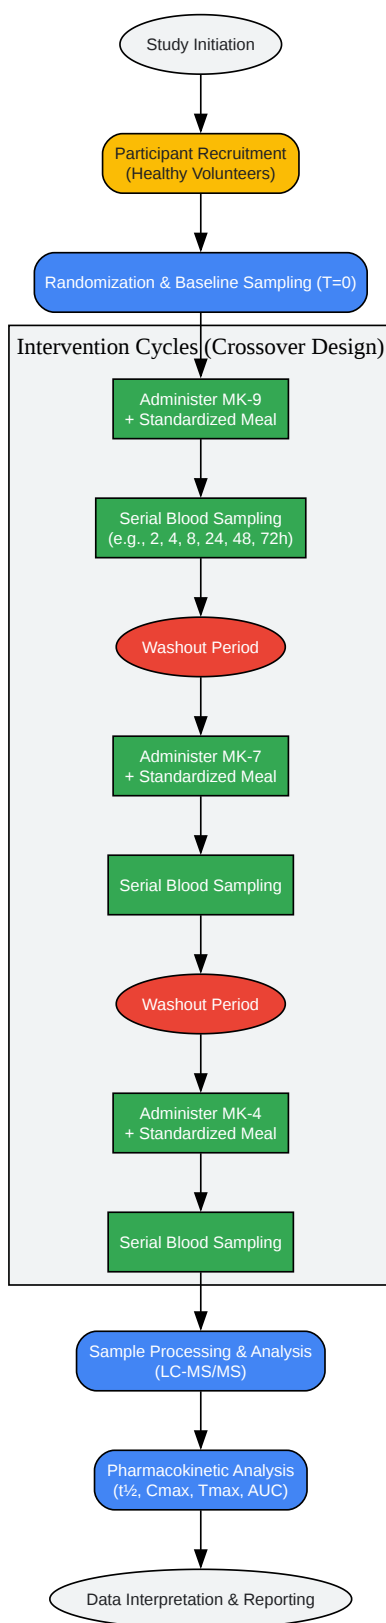 Study Initiation
Participant Recruitment
(Healthy Volunteers)
Randomization & Baseline Sampling (T=0)
Intervention Cycles (Crossover Design)
Administer MK-9
+ Standardized Meal
Serial Blood Sampling
(e.g., 2, 4, 8, 24, 48, 72h)
Washout Period
Administer MK-7
+ Standardized Meal
Serial Blood Sampling
Washout Period
Administer MK-4
+ Standardized Meal
Serial Blood Sampling
Sample Processing & Analysis
(LC-MS/MS)
Pharmacokinetic Analysis
(t½, Cmax, Tmax, AUC)
Data Interpretation & Reporting